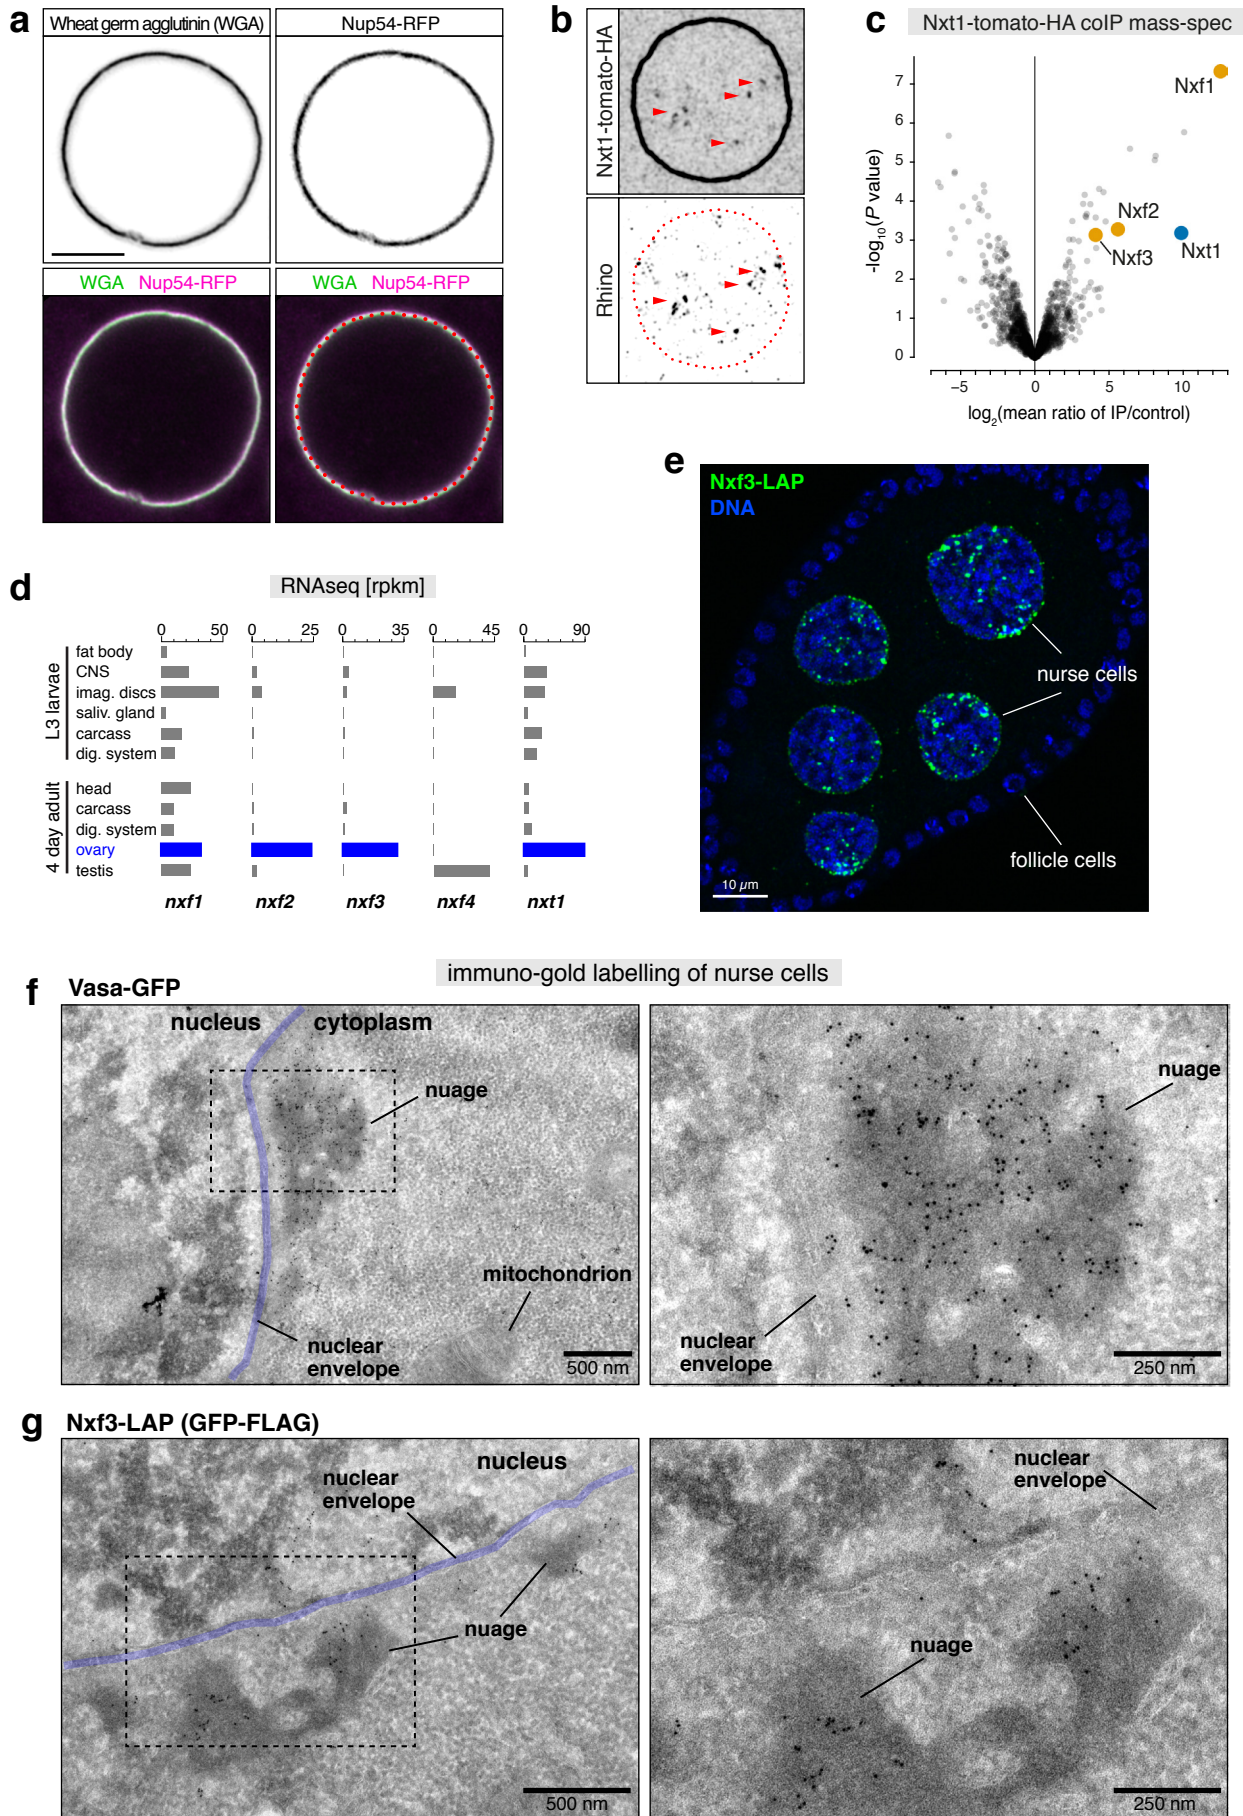 a
Wheat germ agglutinin (WGA)
Nup54-RFP
WGA Nup54-RFP
WGA Nup54-RFP
b
Nxt1-tomato-HA
Rhino
c
Nxt1-tomato-HA coIP mass-spec
-log10(P value)
7
6
5
4
3
2
1
0
Nxf1
Nxf2
Nxf3
Nxt1
−5 0 5 10
log2(mean ratio of IP/control)
d
RNAseq [rpkm]
0 50 0 25 0 35 0 45 0 90
L3 larvae
fat body
CNS
imag. discs
saliv. gland
carcass
dig. system
4 day adult
head
carcass
dig. system
ovary
testis
nxf1 nxf2 nxf3 nxf4 nxt1
e
Nxf3-LAP
DNA
nurse cells
follicle cells
10 µm
immuno-gold labelling of nurse cells
f
Vasa-GFP
nucleus cytoplasm
nuage
mitochondrion
nuclear
envelope
500 nm
nuage
nuclear
envelope
250 nm
g
Nxf3-LAP (GFP-FLAG)
nucleus
nuclear
envelope
nuage
500 nm
nuclear
envelope
nuage
250 nm